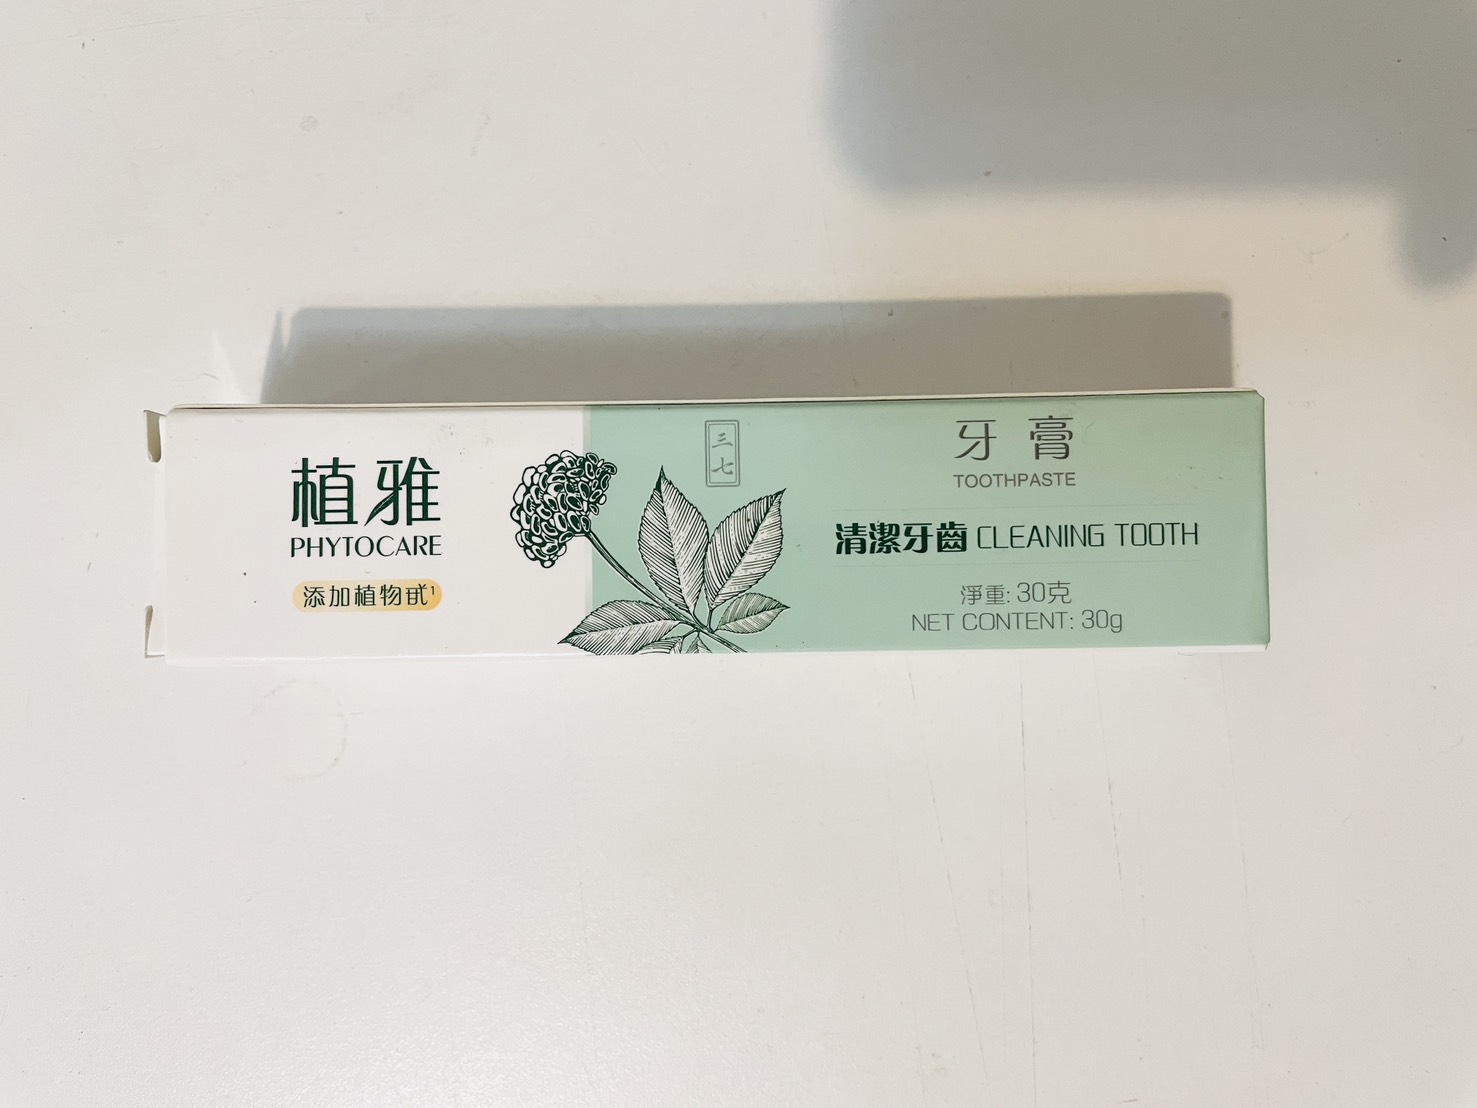 植雅
PHYTOCARE
添加植物甙¹
三七
牙膏
TOOTHPASTE
清潔牙齒 CLEANING TOOTH
淨重: 30克
NET CONTENT: 30g